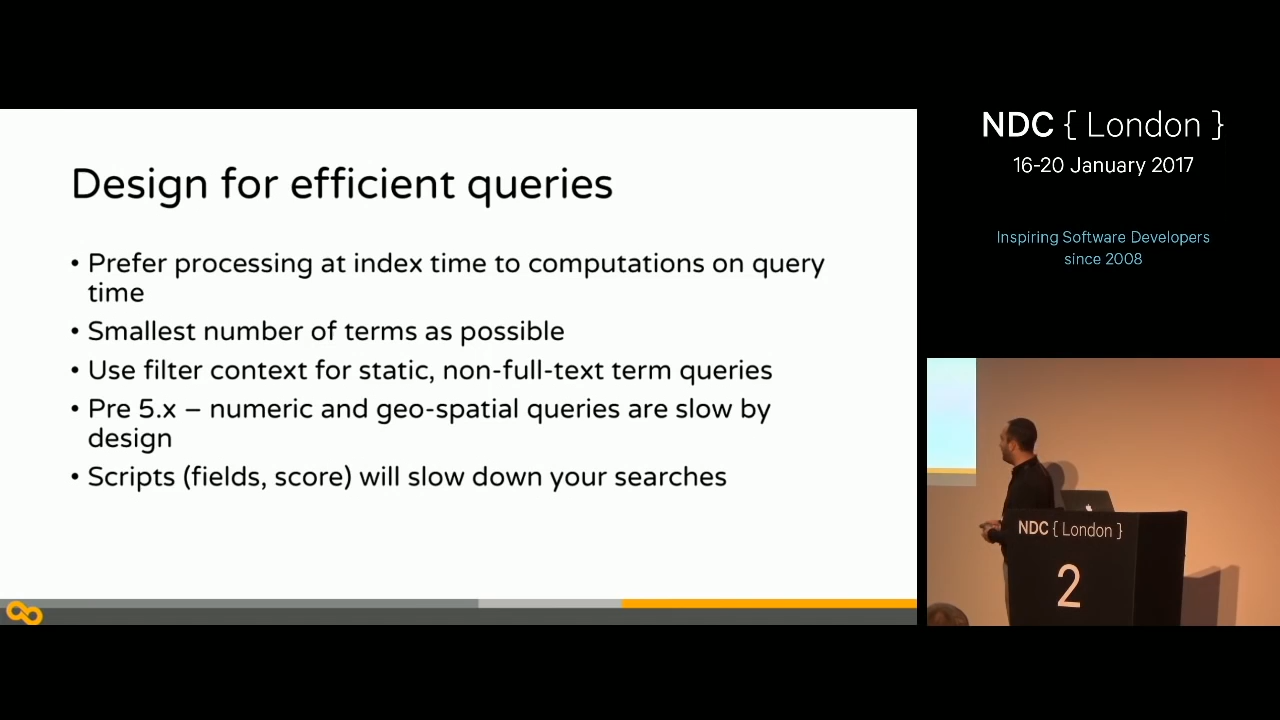 Design for efficient queries
• Prefer processing at index time to computations on query
time
• Smallest number of terms as possible
• Use filter context for static, non-full-text term queries
• Pre 5.x – numeric and geo-spatial queries are slow by
design
• Scripts (fields, score) will slow down your searches
NDC { London }
16-20 January 2017
Inspiring Software Developers
since 2008
NDC { London }
2